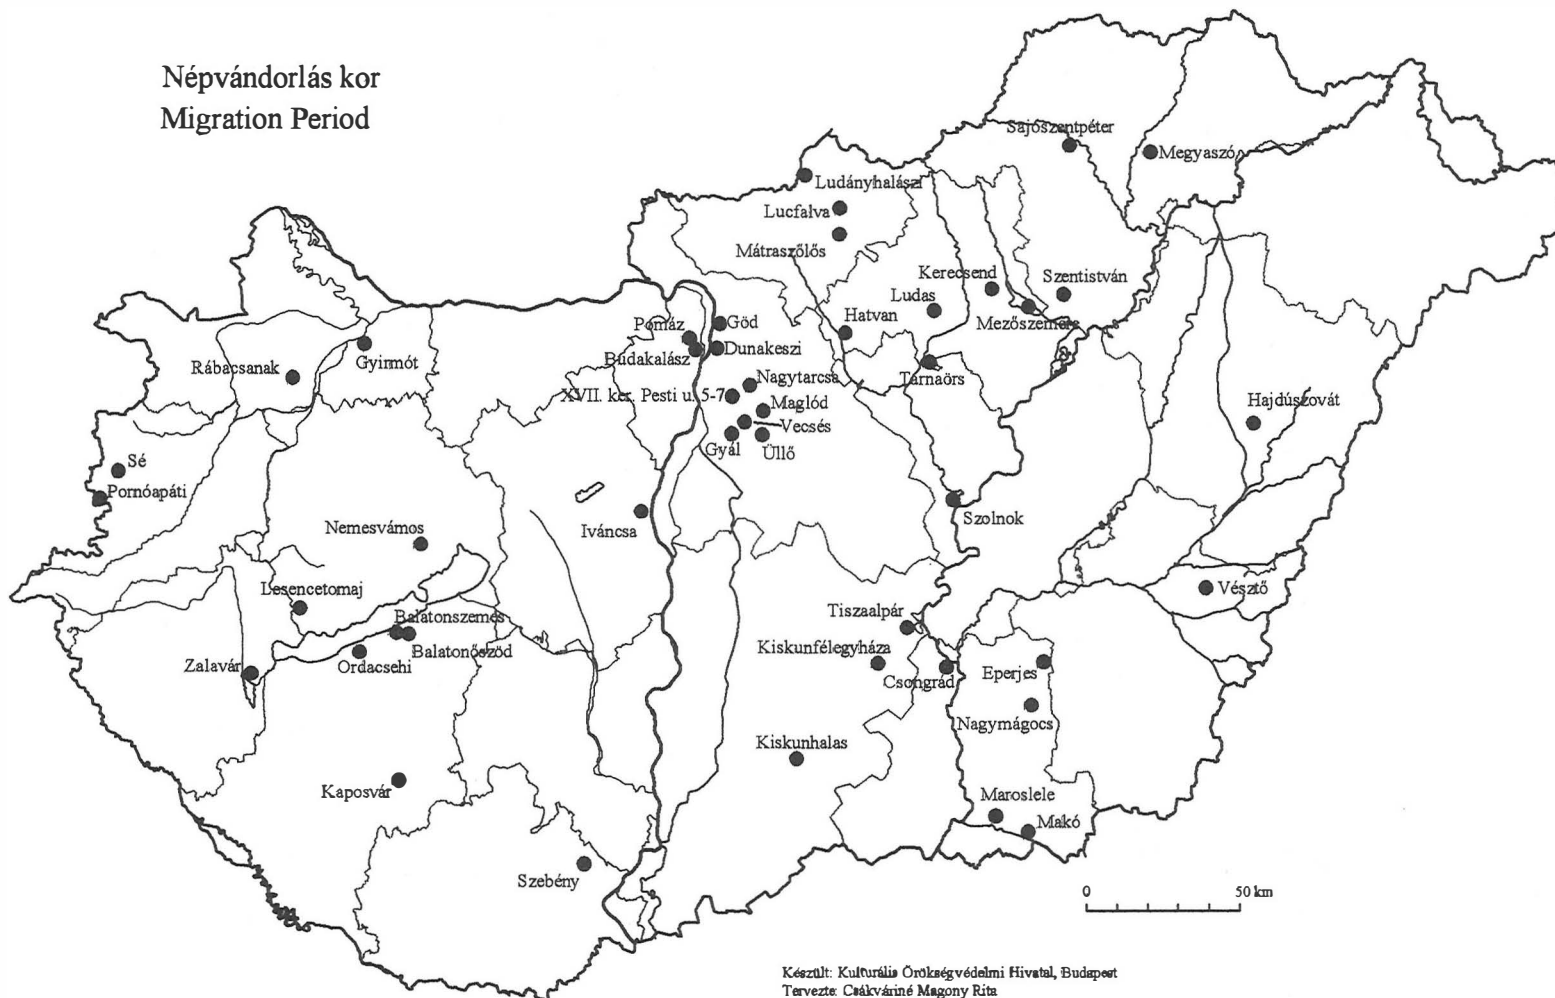 Népvándorlás kor
Migration Period
Sajószentpéter
Megyaszó
Ludányhalászi
Lucfalva
Mátraszőlős
Kerecsend
Szentistván
Ludas
Mezőszemere
Hatvan
Pomáz
Göd
Budakalász
Dunakeszi
Tarnaörs
Gyirmót
Rábacsanak
Nagytarcsa
XVII. ker. Pesti u. 5-7
Maglód
Vecsés
Gyál
Üllő
Hajdúszovát
Sé
Pornóapáti
Nemesvámos
Iváncsa
Szolnok
Lesencetomaj
Vésztő
Balatonszemes
Balatonőszöd
Ordacsehi
Zalavár
Tiszaalpár
Kiskunfélegyháza
Csongrád
Eperjes
Nagymágocs
Kiskunhalas
Kaposvár
Maroslele
Makó
Szebény
0 50 km
Készült: Kulturális Örökségvédelmi Hivatal, Budapest
Tervezte: Csákváriné Magony Rita